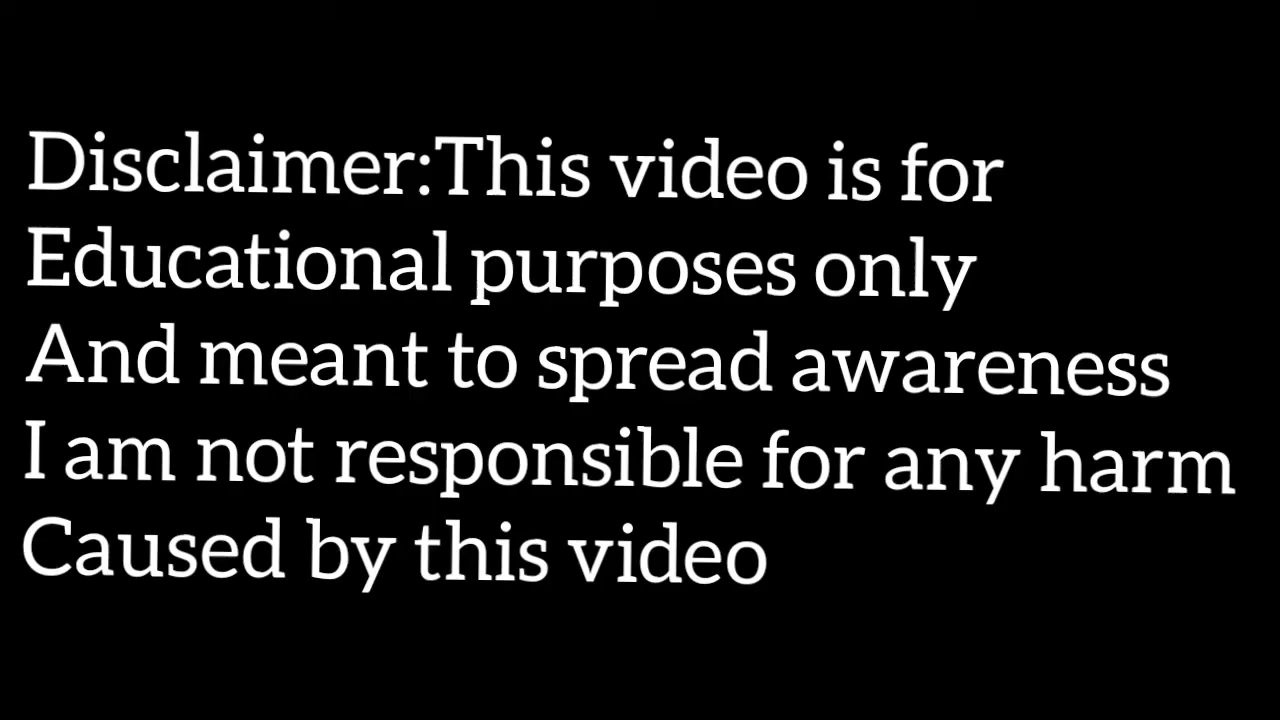 Disclaimer:This video is for
Educational purposes only
And meant to spread awareness
I am not responsible for any harm
Caused by this video